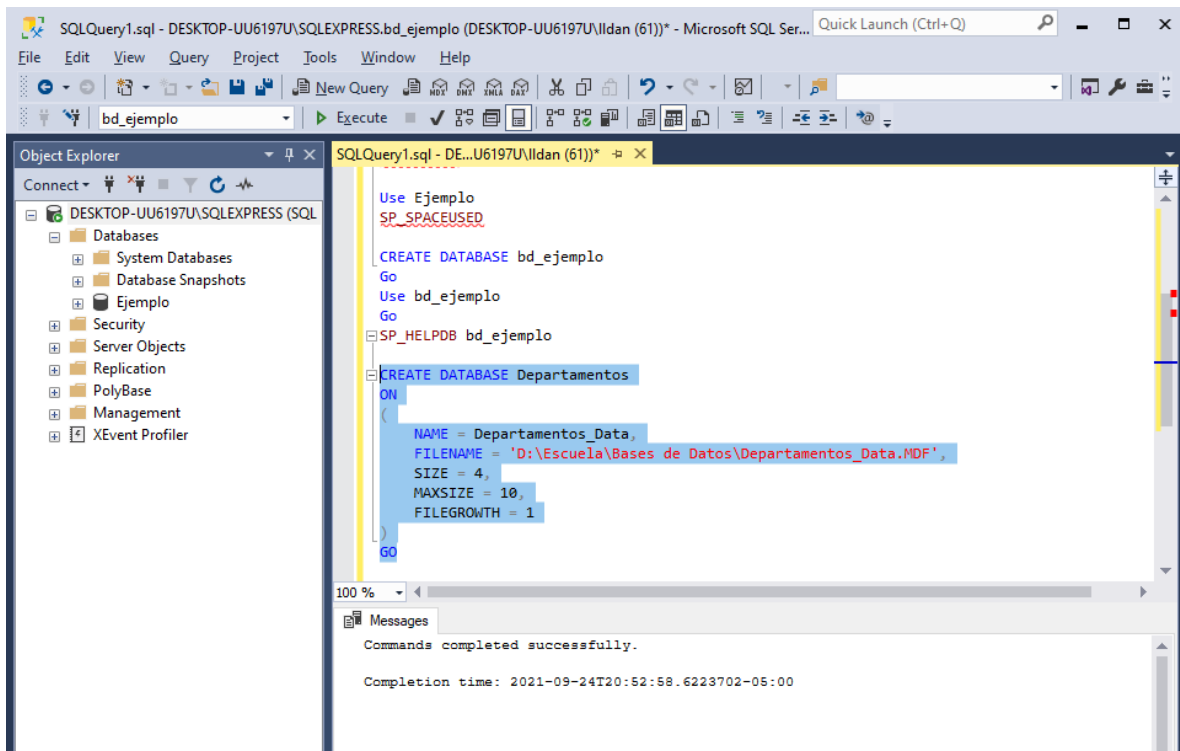 SQLQuery1.sql - DESKTOP-UU6197U\SQLEXPRESS.bd_ejemplo (DESKTOP-UU6197U\Ildan (61))* - Microsoft SQL Ser... Quick Launch (Ctrl+Q)
File Edit View Query Project Tools Window Help
New Query MDX DMX XMLA DAX
bd_ejemplo Execute
Object Explorer
Connect
DESKTOP-UU6197U\SQLEXPRESS (SQL
Databases
System Databases
Database Snapshots
Ejemplo
Security
Server Objects
Replication
PolyBase
Management
XEvent Profiler
SQLQuery1.sql - DE...U6197U\Ildan (61))*
Use Ejemplo
SP_SPACEUSED
CREATE DATABASE bd_ejemplo
Go
Use bd_ejemplo
Go
SP_HELPDB bd_ejemplo
CREATE DATABASE Departamentos
ON
(
NAME = Departamentos_Data,
FILENAME = 'D:\Escuela\Bases de Datos\Departamentos_Data.MDF',
SIZE = 4,
MAXSIZE = 10,
FILEGROWTH = 1
)
GO
100 %
Messages
Commands completed successfully.
Completion time: 2021-09-24T20:52:58.6223702-05:00